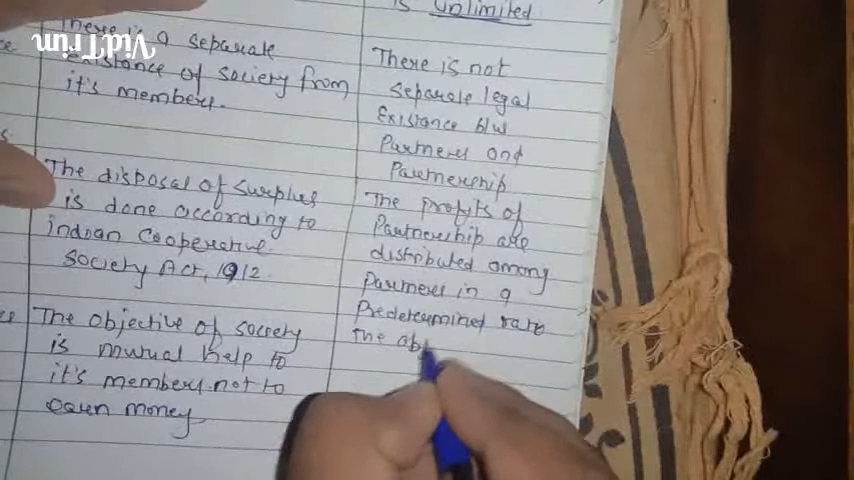 is Unlimited
There is a separate
existance of society from
it's members.
There is not
separate legal
Existance b/w
Partners and
Partnership
The disposal of surplus
is done according to
indian cooperative
society Act, 1912.
The profits of
Partnership are
distributed among
Partners in a
Predetermined rate
The objective of society
is mutual help to
it's members not to
earn money
The obj
VidTrim